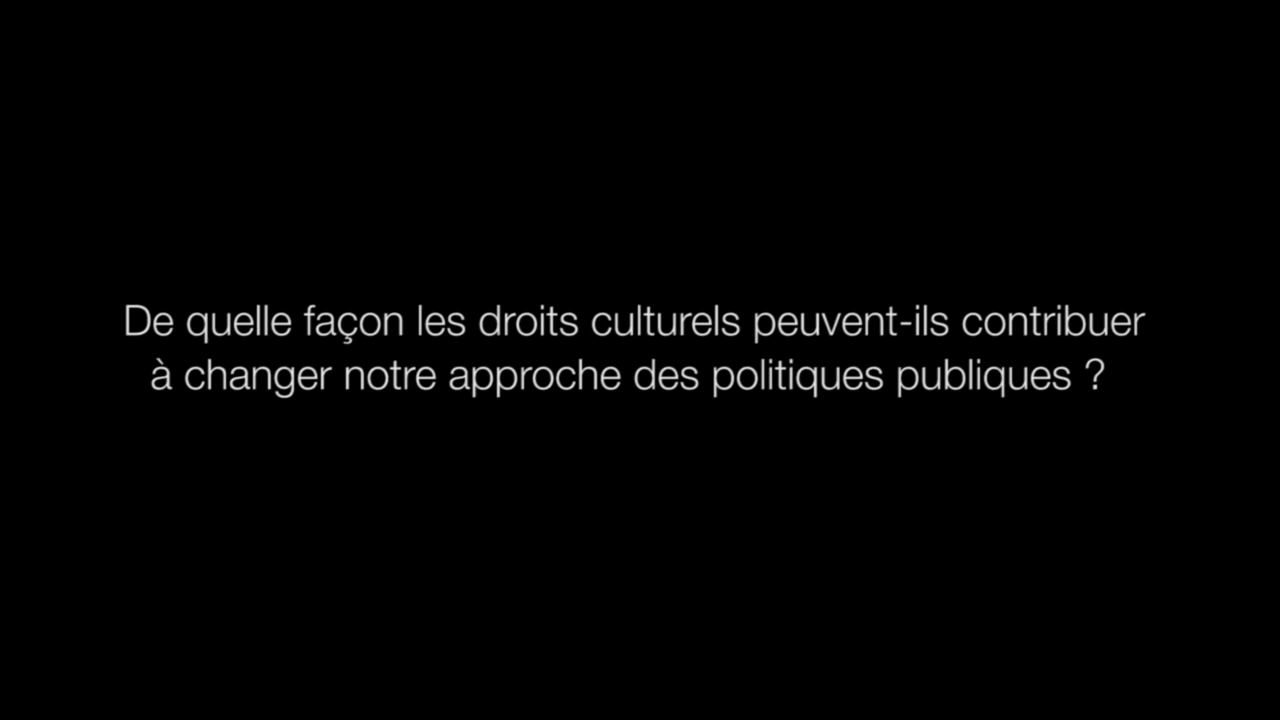 De quelle façon les droits culturels peuvent-ils contribuer
à changer notre approche des politiques publiques ?